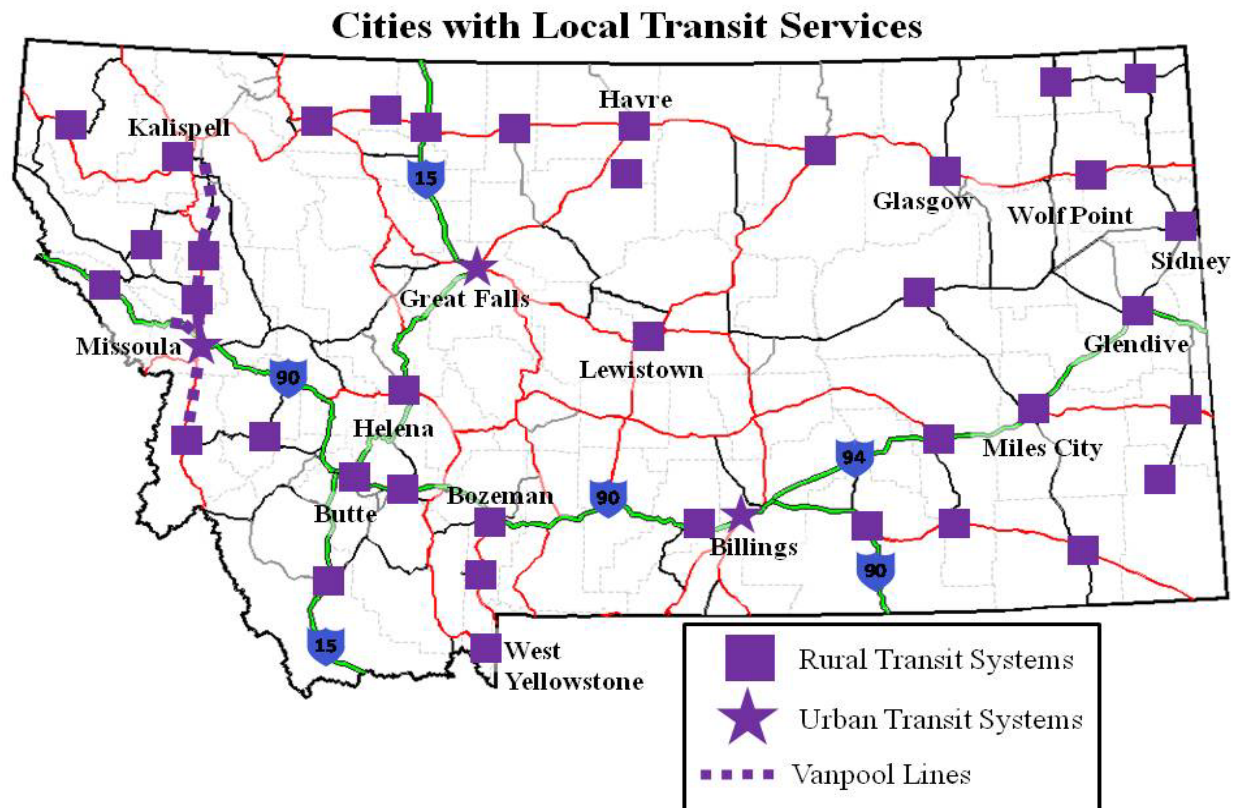 Cities with Local Transit Services
Havre
Kalispell
15
Glasgow
Wolf Point
Sidney
Great Falls
Glendive
Missoula
Lewistown
90
Helena
Miles City
94
Bozeman
90
Butte
Billings
90
15
West
Yellowstone
Rural Transit Systems
Urban Transit Systems
Vanpool Lines